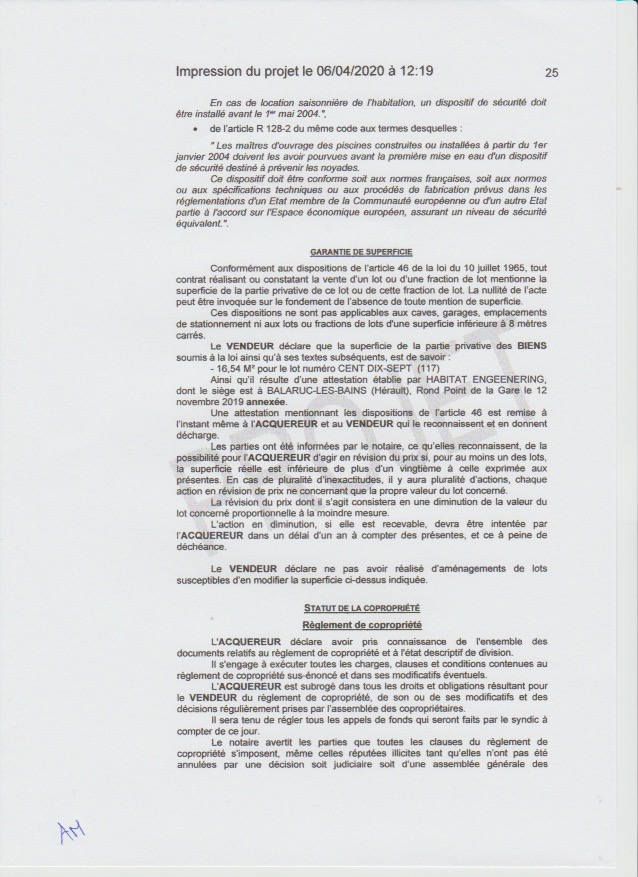 Impression du projet le 06/04/2020 à 12:19
25
En cas de location saisonnière de l'habitation, un dispositif de sécurité doit
être installé avant le 1er mai 2004.",
• de l'article R 128-2 du même code aux termes desquelles :
" Les maîtres d'ouvrage des piscines construites ou installées à partir du 1er
janvier 2004 doivent les avoir pourvues avant la première mise en eau d'un dispositif
de sécurité destiné à prévenir les noyades.
Ce dispositif doit être conforme soit aux normes françaises, soit aux normes
ou aux spécifications techniques ou aux procédés de fabrication prévus dans les
réglementations d'un Etat membre de la Communauté européenne ou d'un autre Etat
partie à l'accord sur l'Espace économique européen, assurant un niveau de sécurité
équivalent.".
GARANTIE DE SUPERFICIE
Conformément aux dispositions de l'article 46 de la loi du 10 juillet 1965, tout
contrat réalisant ou constatant la vente d'un lot ou d'une fraction de lot mentionne la
superficie de la partie privative de ce lot ou de cette fraction de lot. La nullité de l'acte
peut être invoquée sur le fondement de l'absence de toute mention de superficie.
Ces dispositions ne sont pas applicables aux caves, garages, emplacements
de stationnement ni aux lots ou fractions de lots d'une superficie inférieure à 8 mètres
carrés.
Le VENDEUR déclare que la superficie de la partie privative des BIENS
soumis à la loi ainsi qu'à ses textes subséquents, est de savoir :
- 16,54 M² pour le lot numéro CENT DIX-SEPT (117)
Ainsi qu'il résulte d'une attestation établie par HABITAT ENGEENERING,
dont le siège est à BALARUC-LES-BAINS (Hérault), Rond Point de la Gare le 12
novembre 2019 annexée.
Une attestation mentionnant les dispositions de l'article 46 est remise à
l'instant même à l'ACQUEREUR et au VENDEUR qui le reconnaissent et en donnent
décharge.
Les parties ont été informées par le notaire, ce qu'elles reconnaissent, de la
possibilité pour l'ACQUEREUR d'agir en révision du prix si, pour au moins un des lots,
la superficie réelle est inférieure de plus d'un vingtième à celle exprimée aux
présentes. En cas de pluralité d'inexactitudes, il y aura pluralité d'actions, chaque
action en révision de prix ne concernant que la propre valeur du lot concerné.
La révision du prix dont il s'agit consistera en une diminution de la valeur du
lot concerné proportionnelle à la moindre mesure.
L'action en diminution, si elle est recevable, devra être intentée par
l'ACQUEREUR dans un délai d'un an à compter des présentes, et ce à peine de
déchéance.
Le VENDEUR déclare ne pas avoir réalisé d'aménagements de lots
susceptibles d'en modifier la superficie ci-dessus indiquée.
STATUT DE LA COPROPRIÉTÉ
Règlement de copropriété
L'ACQUEREUR déclare avoir pris connaissance de l'ensemble des
documents relatifs au règlement de copropriété et à l'état descriptif de division.
Il s'engage à exécuter toutes les charges, clauses et conditions contenues au
règlement de copropriété sus-énoncé et dans ses modificatifs éventuels.
L'ACQUEREUR est subrogé dans tous les droits et obligations résultant pour
le VENDEUR du règlement de copropriété, de son ou de ses modificatifs et des
décisions régulièrement prises par l'assemblée des copropriétaires.
Il sera tenu de régler tous les appels de fonds qui seront faits par le syndic à
compter de ce jour.
Le notaire avertit les parties que toutes les clauses du règlement de
copropriété s'imposent, même celles réputées illicites tant qu'elles n'ont pas été
annulées par une décision soit judiciaire soit d'une assemblée générale des
PROJET
AM